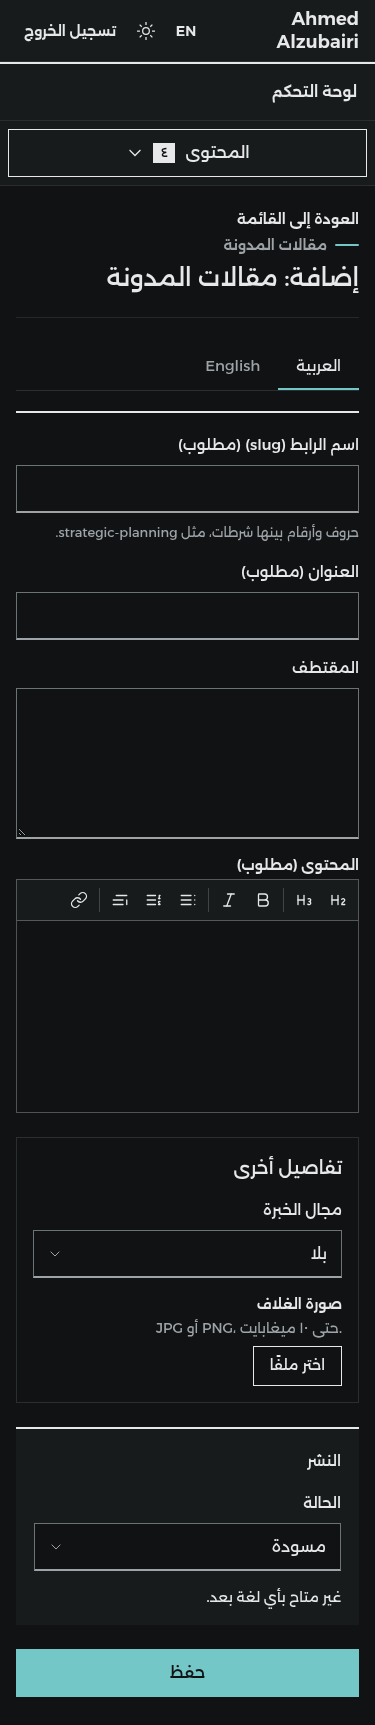 Ahmed
Alzubairi
EN
تسجيل الخروج
لوحة التحكم
المحتوى ٤
العودة إلى القائمة
مقالات المدونة
إضافة: مقالات المدونة
العربية
English
اسم الرابط (slug) (مطلوب)
حروف وأرقام بينها شرطات، مثل strategic-planning.
العنوان (مطلوب)
المقتطف
المحتوى (مطلوب)
H2 H3 B I
تفاصيل أخرى
مجال الخبرة
بلا
صورة الغلاف
JPG أو PNG، حتى ١٠ ميغابايت.
اختر ملفًا
النشر
الحالة
مسودة
غير متاح بأي لغة بعد.
حفظ